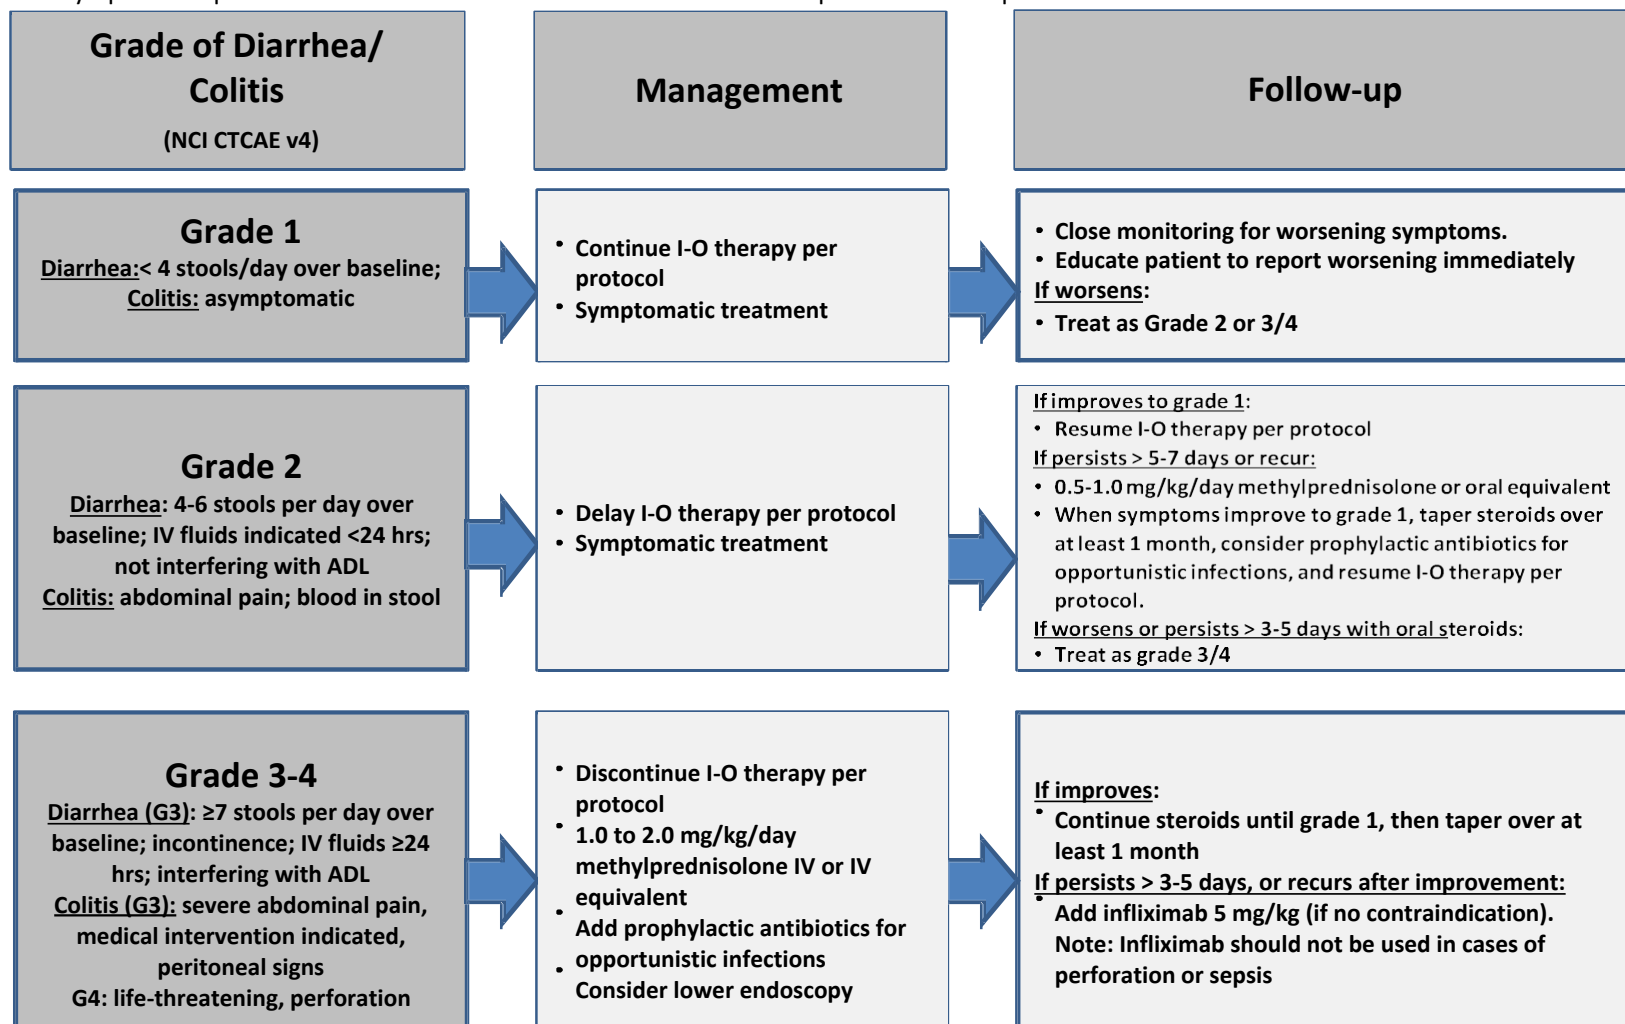 Grade of Diarrhea/
Colitis
(NCI CTCAE v4)
Management
Follow-up
Grade 1
Diarrhea:< 4 stools/day over baseline;
Colitis: asymptomatic
• Continue I-O therapy per
protocol
• Symptomatic treatment
• Close monitoring for worsening symptoms.
• Educate patient to report worsening immediately
If worsens:
• Treat as Grade 2 or 3/4
Grade 2
Diarrhea: 4-6 stools per day over
baseline; IV fluids indicated <24 hrs;
not interfering with ADL
Colitis: abdominal pain; blood in stool
• Delay I-O therapy per protocol
• Symptomatic treatment
If improves to grade 1:
• Resume I-O therapy per protocol
If persists > 5-7 days or recur:
• 0.5-1.0 mg/kg/day methylprednisolone or oral equivalent
• When symptoms improve to grade 1, taper steroids over
at least 1 month, consider prophylactic antibiotics for
opportunistic infections, and resume I-O therapy per
protocol.
If worsens or persists > 3-5 days with oral steroids:
• Treat as grade 3/4
Grade 3-4
Diarrhea (G3): ≥7 stools per day over
baseline; incontinence; IV fluids ≥24
hrs; interfering with ADL
Colitis (G3): severe abdominal pain,
medical intervention indicated,
peritoneal signs
G4: life-threatening, perforation
• Discontinue I-O therapy per
protocol
• 1.0 to 2.0 mg/kg/day
methylprednisolone IV or IV
equivalent
• Add prophylactic antibiotics for
opportunistic infections
• Consider lower endoscopy
If improves:
• Continue steroids until grade 1, then taper over at
least 1 month
If persists > 3-5 days, or recurs after improvement:
• Add infliximab 5 mg/kg (if no contraindication).
Note: Infliximab should not be used in cases of
perforation or sepsis